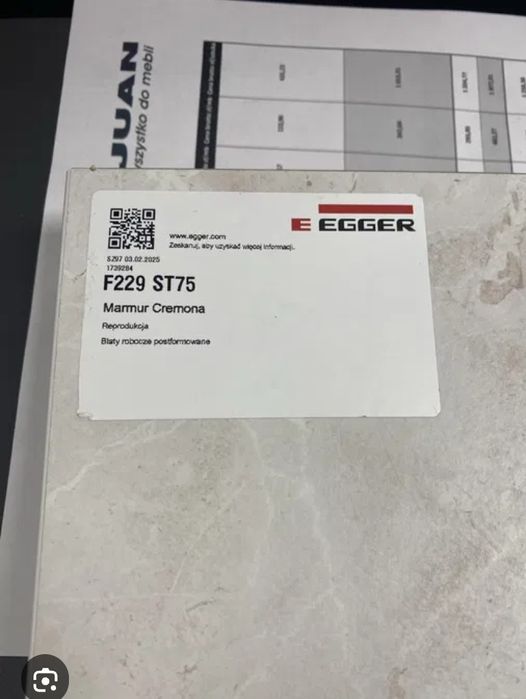 JUAN
wszystko do mebli
EGGER
www.egger.com
Zeskanuj, aby uzyskać więcej informacji.
SZ97 03.02.2025
1739284
F229 ST75
Marmur Cremona
Reprodukcja
Blaty robocze postformowane